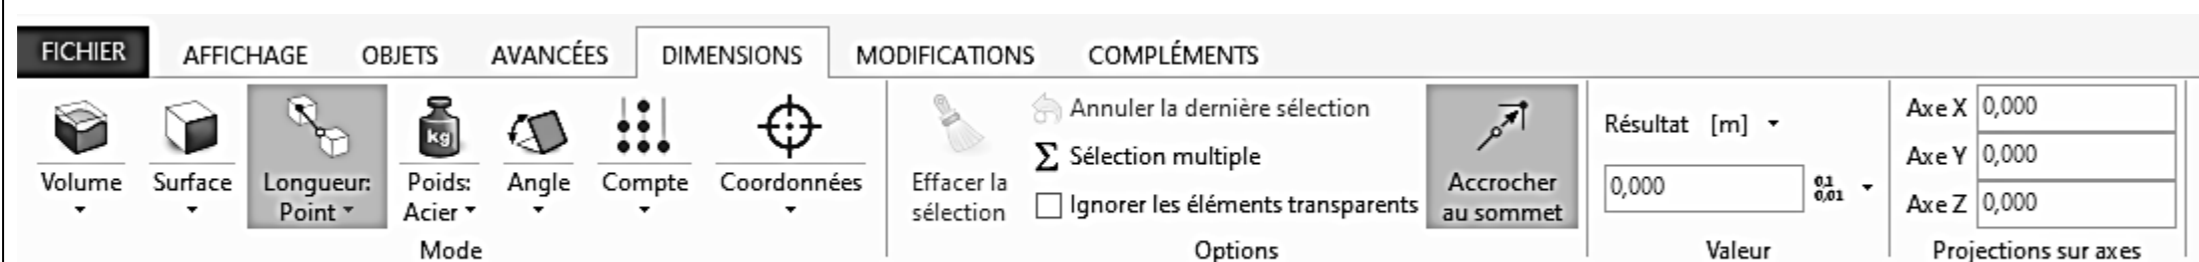 FICHIER AFFICHAGE OBJETS AVANCÉES DIMENSIONS MODIFICATIONS COMPLÉMENTS
Volume
Surface
Longueur:
Point
kg
Poids:
Acier
Angle
Compte
Coordonnées
Mode
Effacer la
sélection
Annuler la dernière sélection
Σ Sélection multiple
Ignorer les éléments transparents
Accrocher
au sommet
Options
Résultat [m]
0,000
0,1
0,01
Valeur
Axe X 0,000
Axe Y 0,000
Axe Z 0,000
Projections sur axes